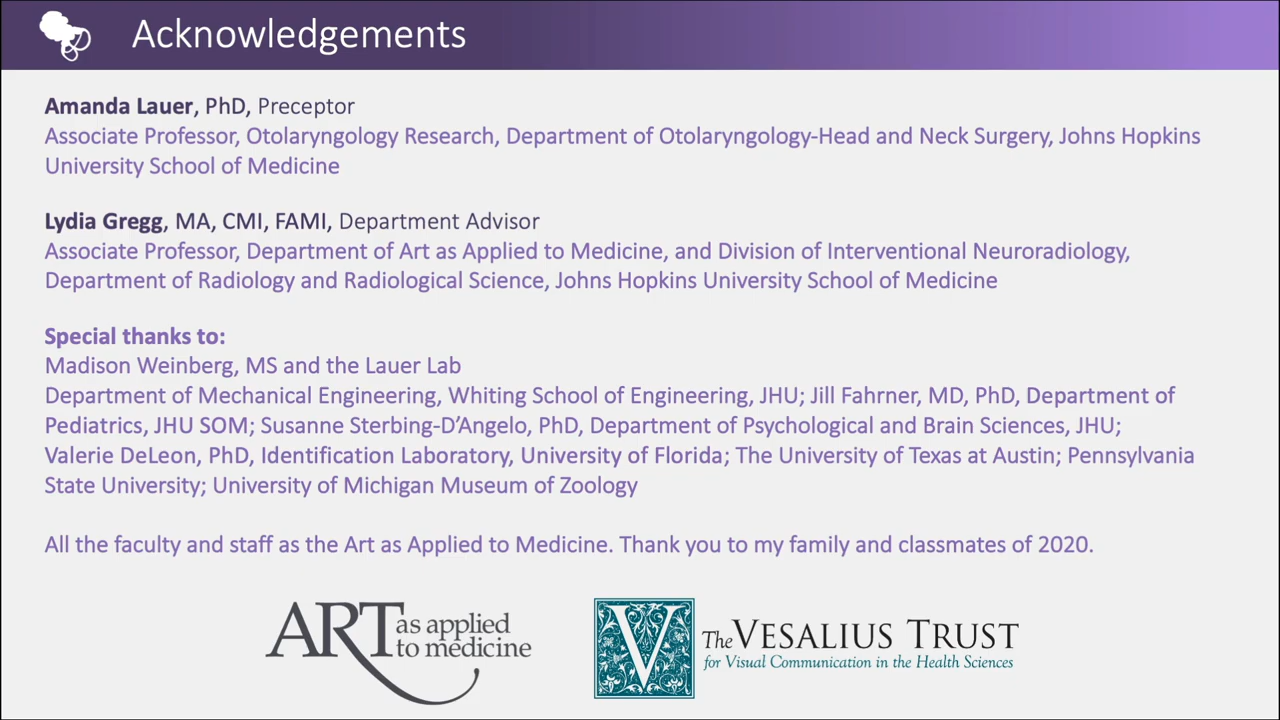 Acknowledgements
Amanda Lauer, PhD, Preceptor
Associate Professor, Otolaryngology Research, Department of Otolaryngology-Head and Neck Surgery, Johns Hopkins
University School of Medicine
Lydia Gregg, MA, CMI, FAMI, Department Advisor
Associate Professor, Department of Art as Applied to Medicine, and Division of Interventional Neuroradiology,
Department of Radiology and Radiological Science, Johns Hopkins University School of Medicine
Special thanks to:
Madison Weinberg, MS and the Lauer Lab
Department of Mechanical Engineering, Whiting School of Engineering, JHU; Jill Fahrner, MD, PhD, Department of
Pediatrics, JHU SOM; Susanne Sterbing-D’Angelo, PhD, Department of Psychological and Brain Sciences, JHU;
Valerie DeLeon, PhD, Identification Laboratory, University of Florida; The University of Texas at Austin; Pennsylvania
State University; University of Michigan Museum of Zoology
All the faculty and staff as the Art as Applied to Medicine. Thank you to my family and classmates of 2020.
ART as applied
to medicine
V
The VESALIUS TRUST
for Visual Communication in the Health Sciences